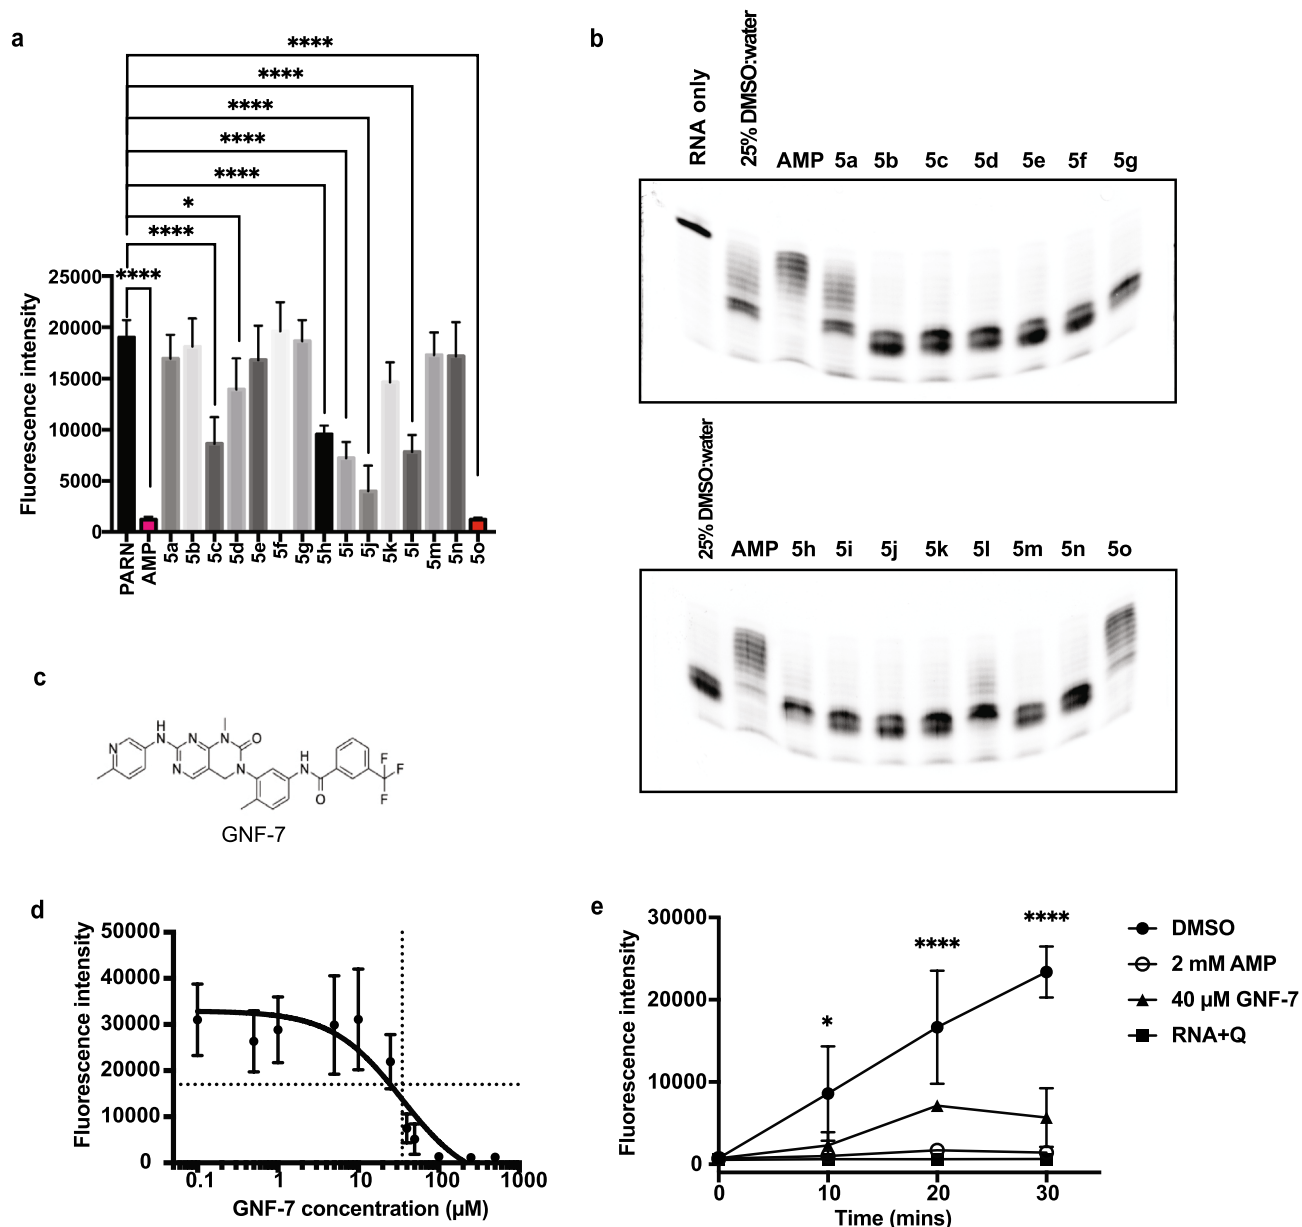 a
****
****
****
****
****
*
****
****
25000
20000
15000
10000
5000
0
Fluorescence intensity
PARN
AMP
5a
5b
5c
5d
5e
5f
5g
5h
5i
5j
5k
5l
5m
5n
5o
b
RNA only
25% DMSO:water
AMP 5a 5b 5c 5d 5e 5f 5g
25% DMSO:water
AMP 5h 5i 5j 5k 5l 5m 5n 5o
c
N
H
N
N
N
N
O
N
H
N
O
F
F
F
GNF-7
d
50000
40000
30000
20000
10000
0
Fluorescence intensity
0.1 1 10 100 1000
GNF-7 concentration (µM)
e
30000
20000
10000
0
Fluorescence intensity
*
****
****
0 10 20 30
Time (mins)
DMSO
2 mM AMP
40 µM GNF-7
RNA+Q